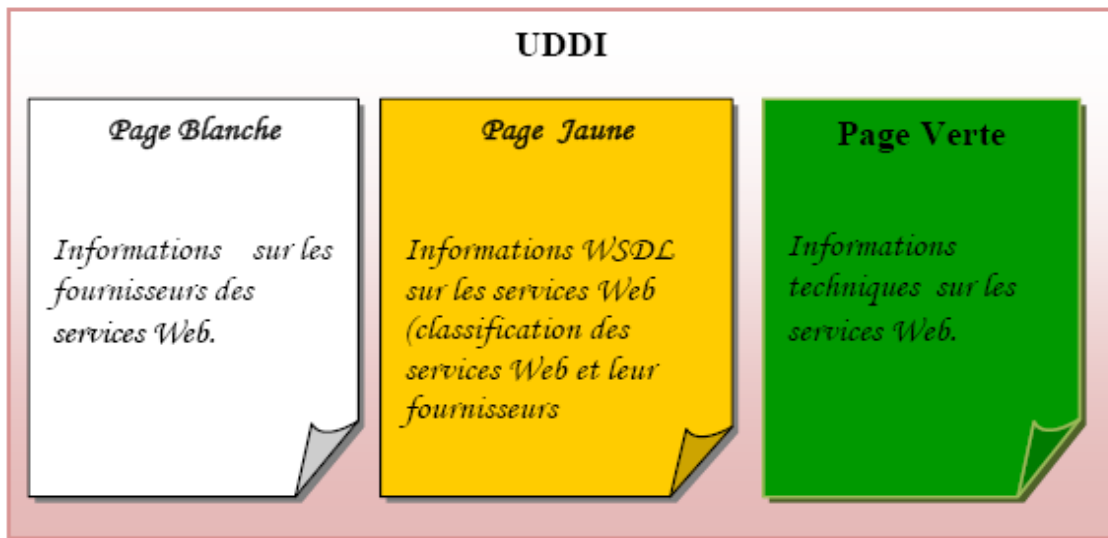 UDDI
Page Blanche
Informations sur les
fournisseurs des
services Web.
Page Jaune
Informations WSDL
sur les services Web
(classification des
services Web et leur
fournisseurs
Page Verte
Informations
techniques sur les
services Web.